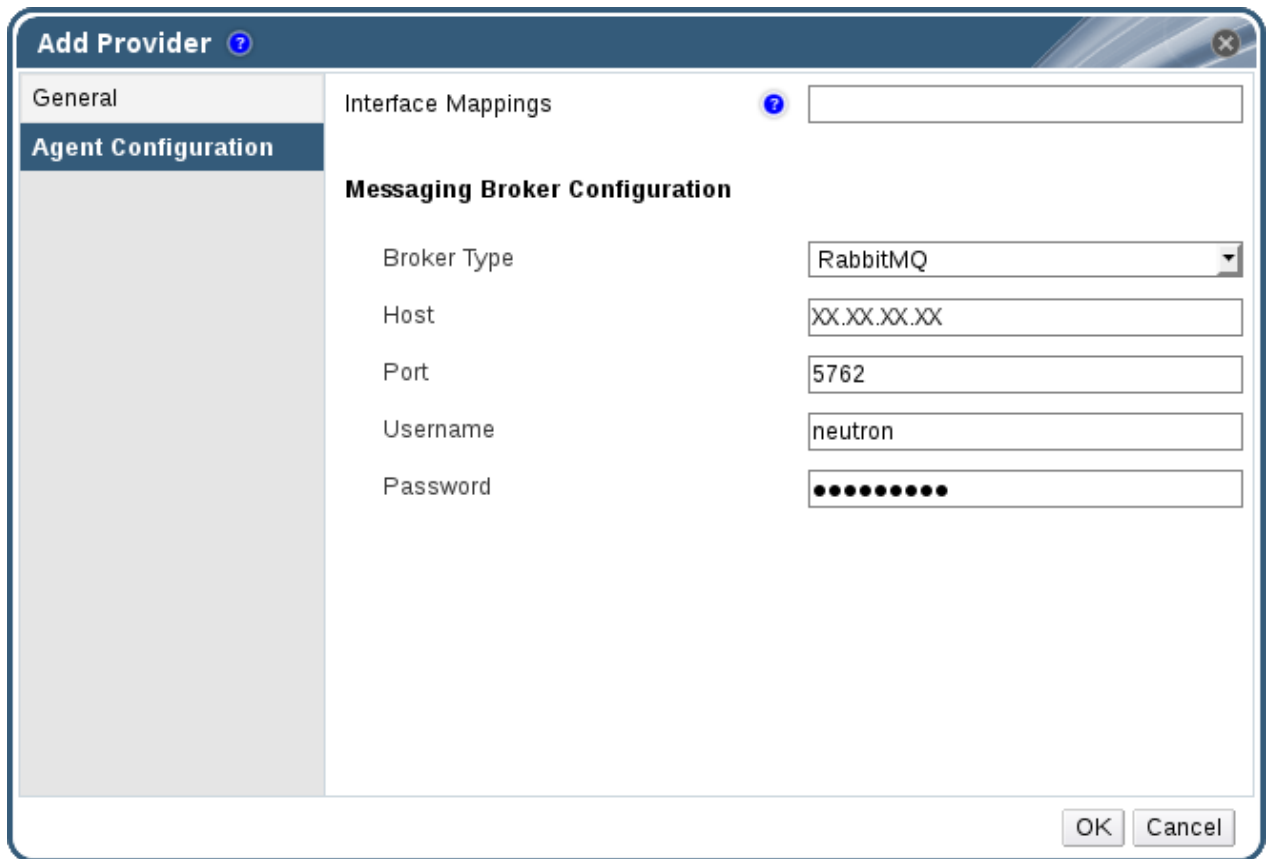 Add Provider ?
General
Agent Configuration
Interface Mappings ?
Messaging Broker Configuration
Broker Type RabbitMQ
Host XX.XX.XX.XX
Port 5762
Username neutron
Password ●●●●●●●●●
OK Cancel